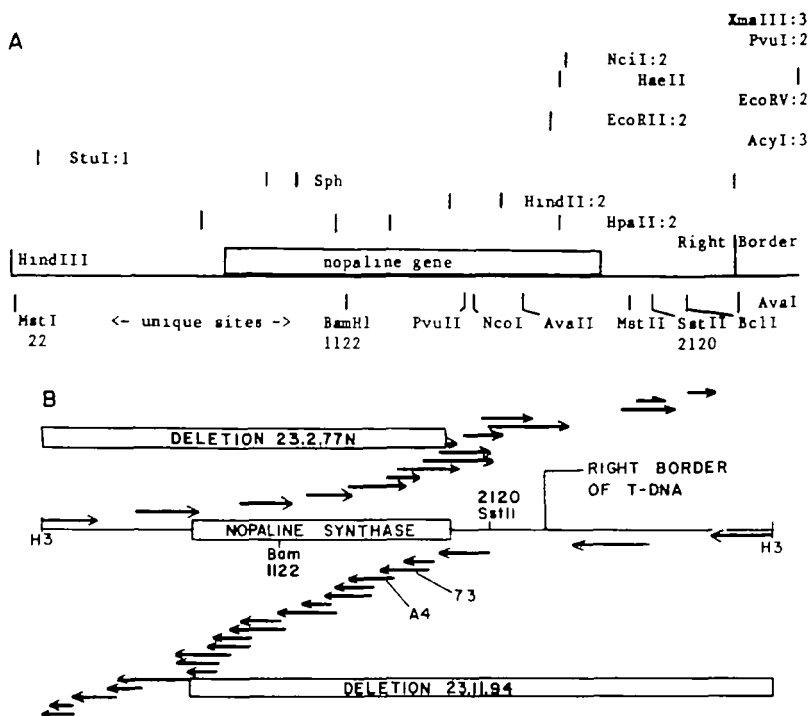 A
XmaIII:3
PvuI:2
NciI:2
HaeII
EcoRV:2
EcoRII:2
AcyI:3
StuI:1
Sph
HindII:2
HpaII:2
Right Border
HindIII
nopaline gene
AvaI
MstI <- unique sites -> BamHl PvuII NcoI AvaII MstII SstII BclI
22 1122 2120
B
DELETION 23.2,77N
RIGHT BORDER
OF T-DNA
2120
SstII
H3 NOPALINE SYNTHASE H3
Bam
1122
73
A4
DELETION 23,11,94